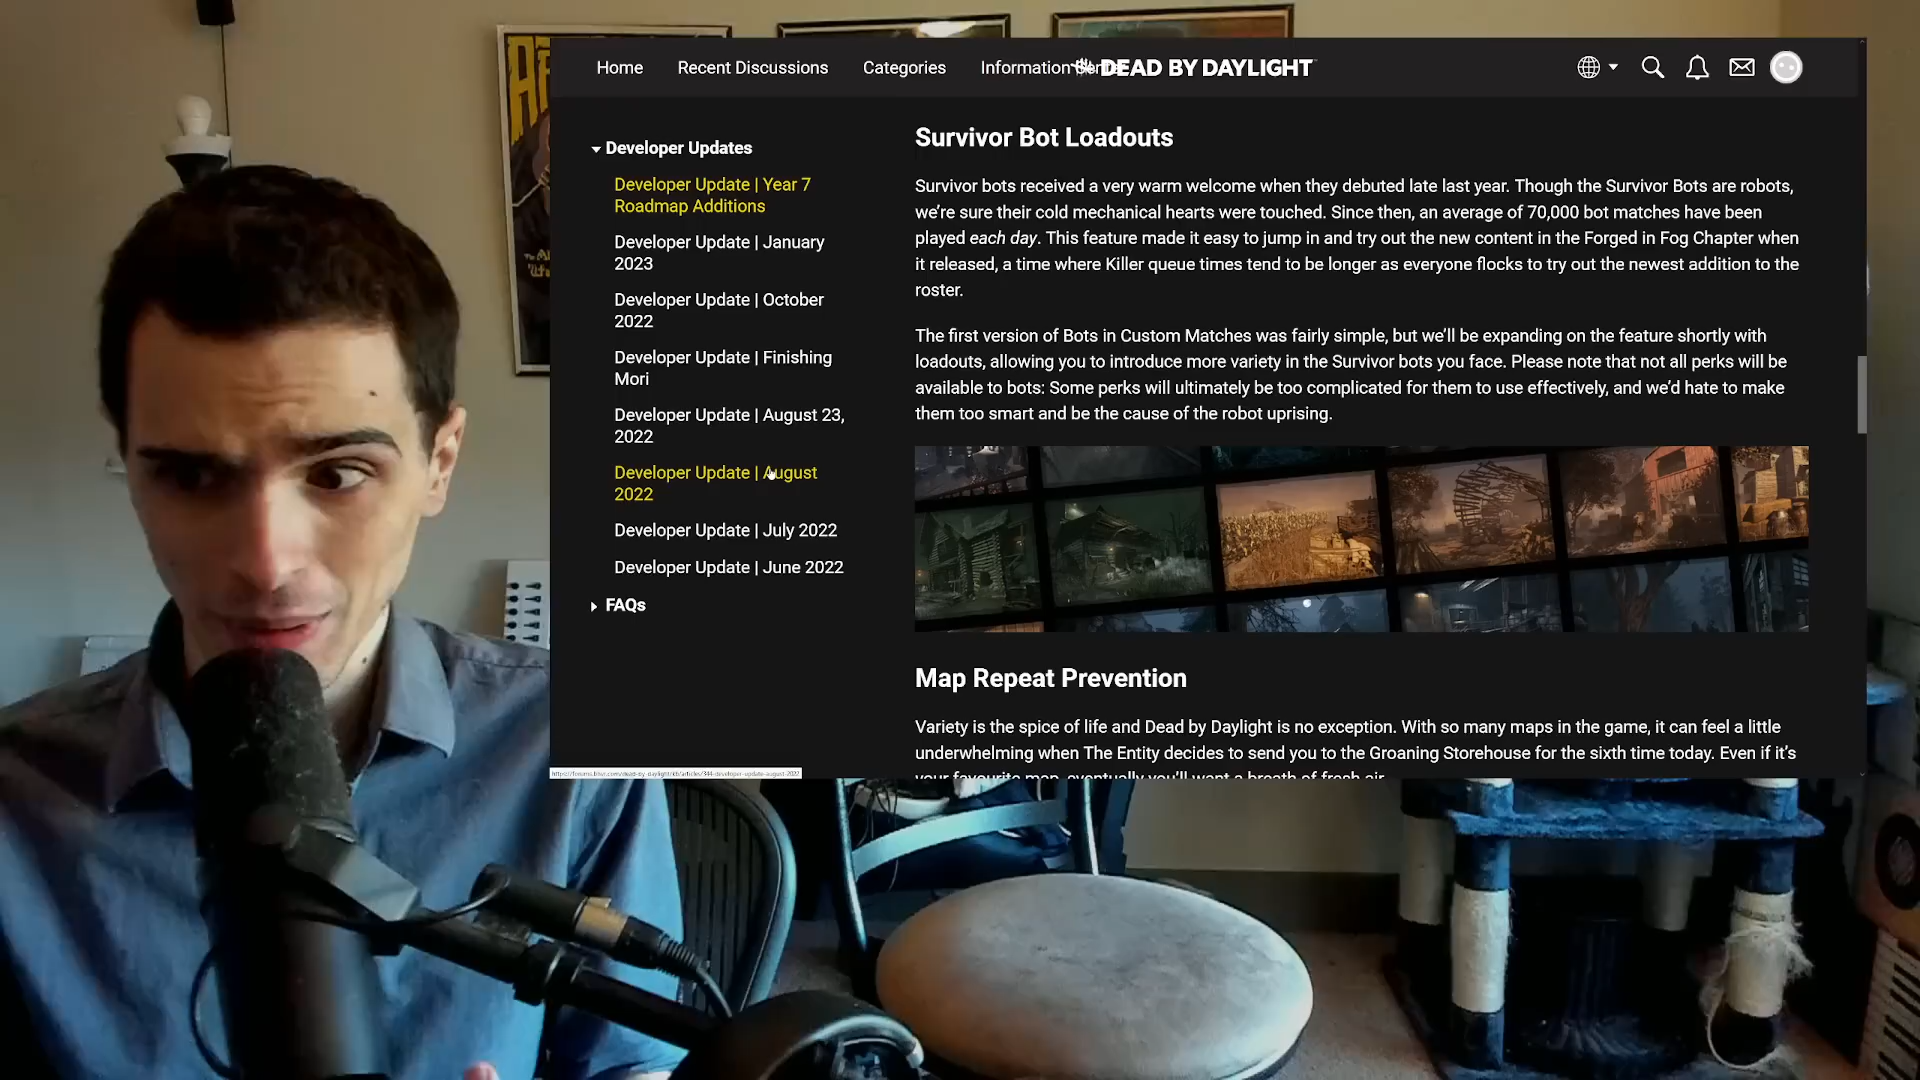 Home
Recent Discussions
Categories
Information
DEAD BY DAYLIGHT
Developer Updates
Developer Update | Year 7
Roadmap Additions
Developer Update | January
2023
Developer Update | October
2022
Developer Update | Finishing
Mori
Developer Update | August 23,
2022
Developer Update | August
2022
Developer Update | July 2022
Developer Update | June 2022
FAQs
Survivor Bot Loadouts
Survivor bots received a very warm welcome when they debuted late last year. Though the Survivor Bots are robots,
we're sure their cold mechanical hearts were touched. Since then, an average of 70,000 bot matches have been
played each day. This feature made it easy to jump in and try out the new content in the Forged in Fog Chapter when
it released, a time where Killer queue times tend to be longer as everyone flocks to try out the newest addition to the
roster.
The first version of Bots in Custom Matches was fairly simple, but we'll be expanding on the feature shortly with
loadouts, allowing you to introduce more variety in the Survivor bots you face. Please note that not all perks will be
available to bots: Some perks will ultimately be too complicated for them to use effectively, and we'd hate to make
them too smart and be the cause of the robot uprising.
Map Repeat Prevention
Variety is the spice of life and Dead by Daylight is no exception. With so many maps in the game, it can feel a little
underwhelming when The Entity decides to send you to the Groaning Storehouse for the sixth time today. Even if it's
your favourite map, eventually you'll want a breath of fresh air.